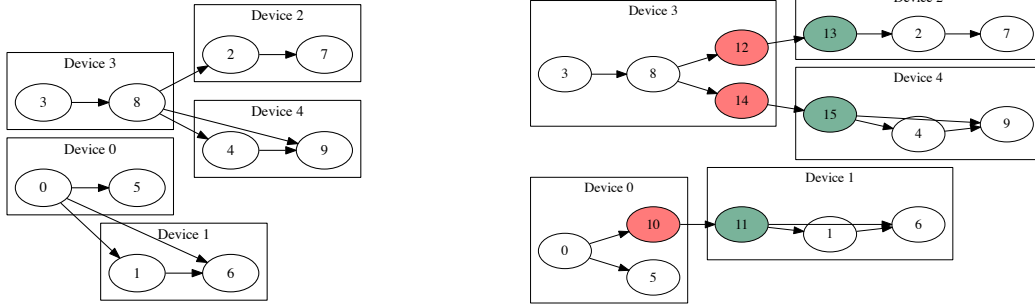 Device 2
2 7
Device 3
3 8
Device 4
4 9
Device 0
0 5
Device 1
1 6
Device 3
3 8 12
14
Device 2
13 2 7
Device 4
15 4 9
Device 0
0 10
5
Device 1
11 1 6